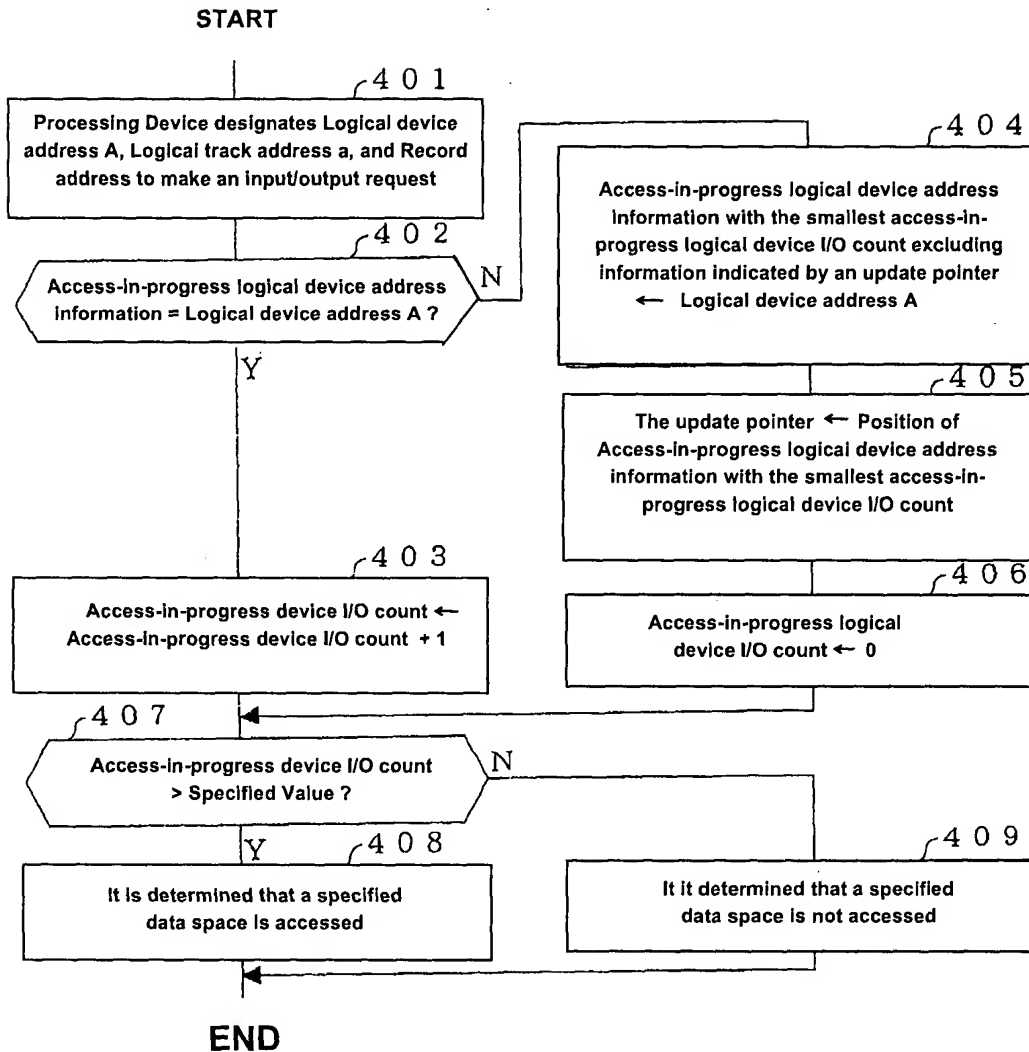 START
401
Processing Device designates Logical device
address A, Logical track address a, and Record
address to make an input/output request
402
Access-in-progress logical device address
information = Logical device address A ?
N
Y
404
Access-in-progress logical device address
information with the smallest access-in-
progress logical device I/O count excluding
information indicated by an update pointer
← Logical device address A
405
The update pointer ← Position of
Access-in-progress logical device address
information with the smallest access-in-
progress logical device I/O count
403
Access-in-progress device I/O count ←
Access-in-progress device I/O count + 1
406
Access-in-progress logical
device I/O count ← 0
407
Access-in-progress device I/O count
> Specified Value ?
N
Y
408
It is determined that a specified
data space is accessed
409
It it determined that a specified
data space is not accessed
END